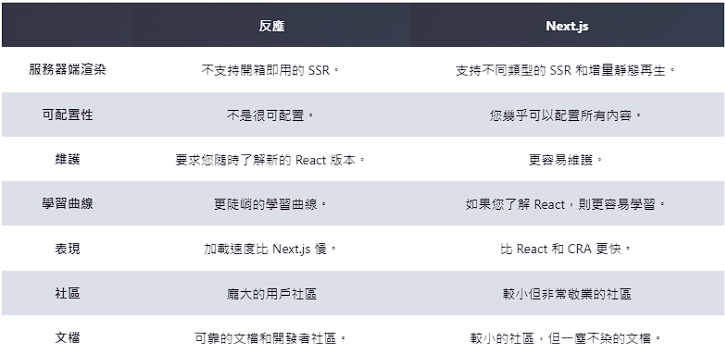 反應 Next.js
服務器端渲染 不支持開箱即用的 SSR。 支持不同類型的 SSR 和增量靜態再生。
可配置性 不是很可配置。 您幾乎可以配置所有內容。
維護 要求您隨時了解新的 React 版本。 更容易維護。
學習曲線 更陡峭的學習曲線。 如果您了解 React，則更容易學習。
表現 加載速度比 Next.js 慢。 比 React 和 CRA 更快。
社區 龐大的用戶社區 較小但非常敬業的社區
文檔 可靠的文檔和開發者社區。 較小的社區，但一塵不染的文檔。